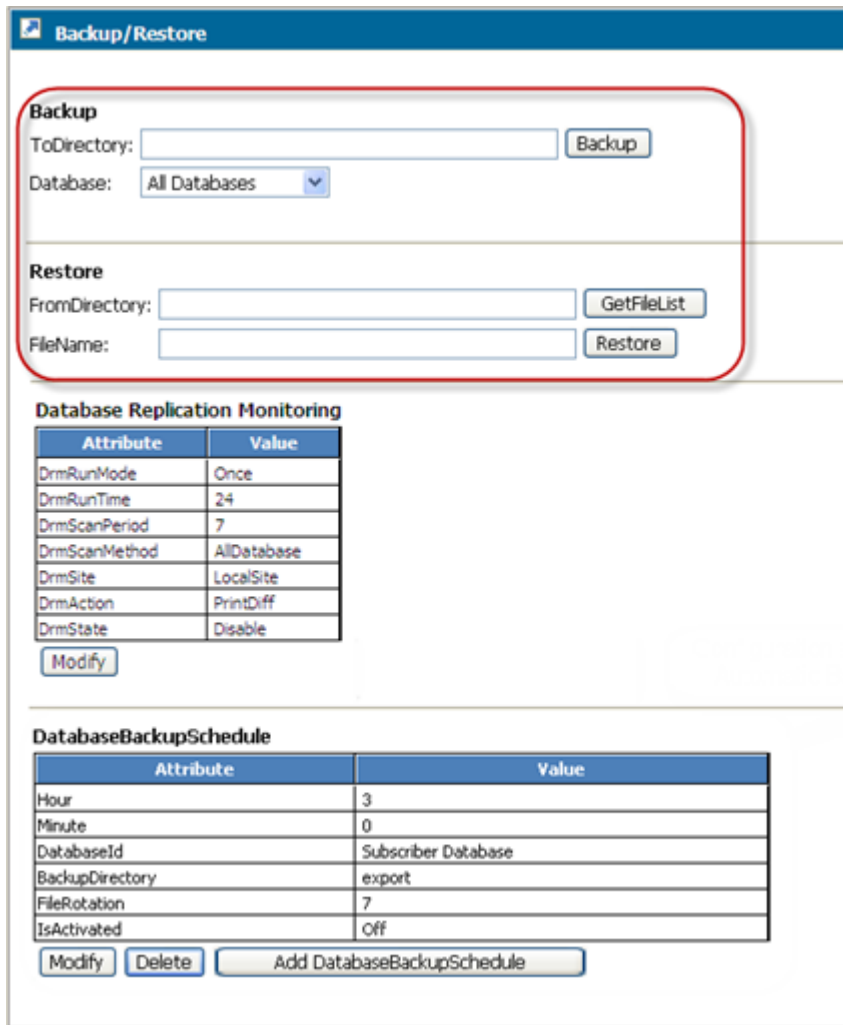 Backup/Restore
Backup
ToDirectory: Backup
Database: All Databases
Restore
FromDirectory: GetFileList
FileName: Restore
Database Replication Monitoring
Attribute Value
DrmRunMode Once
DrmRunTime 24
DrmScanPeriod 7
DrmScanMethod AllDatabase
DrmSite LocalSite
DrmAction PrintDiff
DrmState Disable
Modify
DatabaseBackupSchedule
Attribute Value
Hour 3
Minute 0
DatabaseId Subscriber Database
BackupDirectory export
FileRotation 7
IsActivated Off
Modify Delete Add DatabaseBackupSchedule